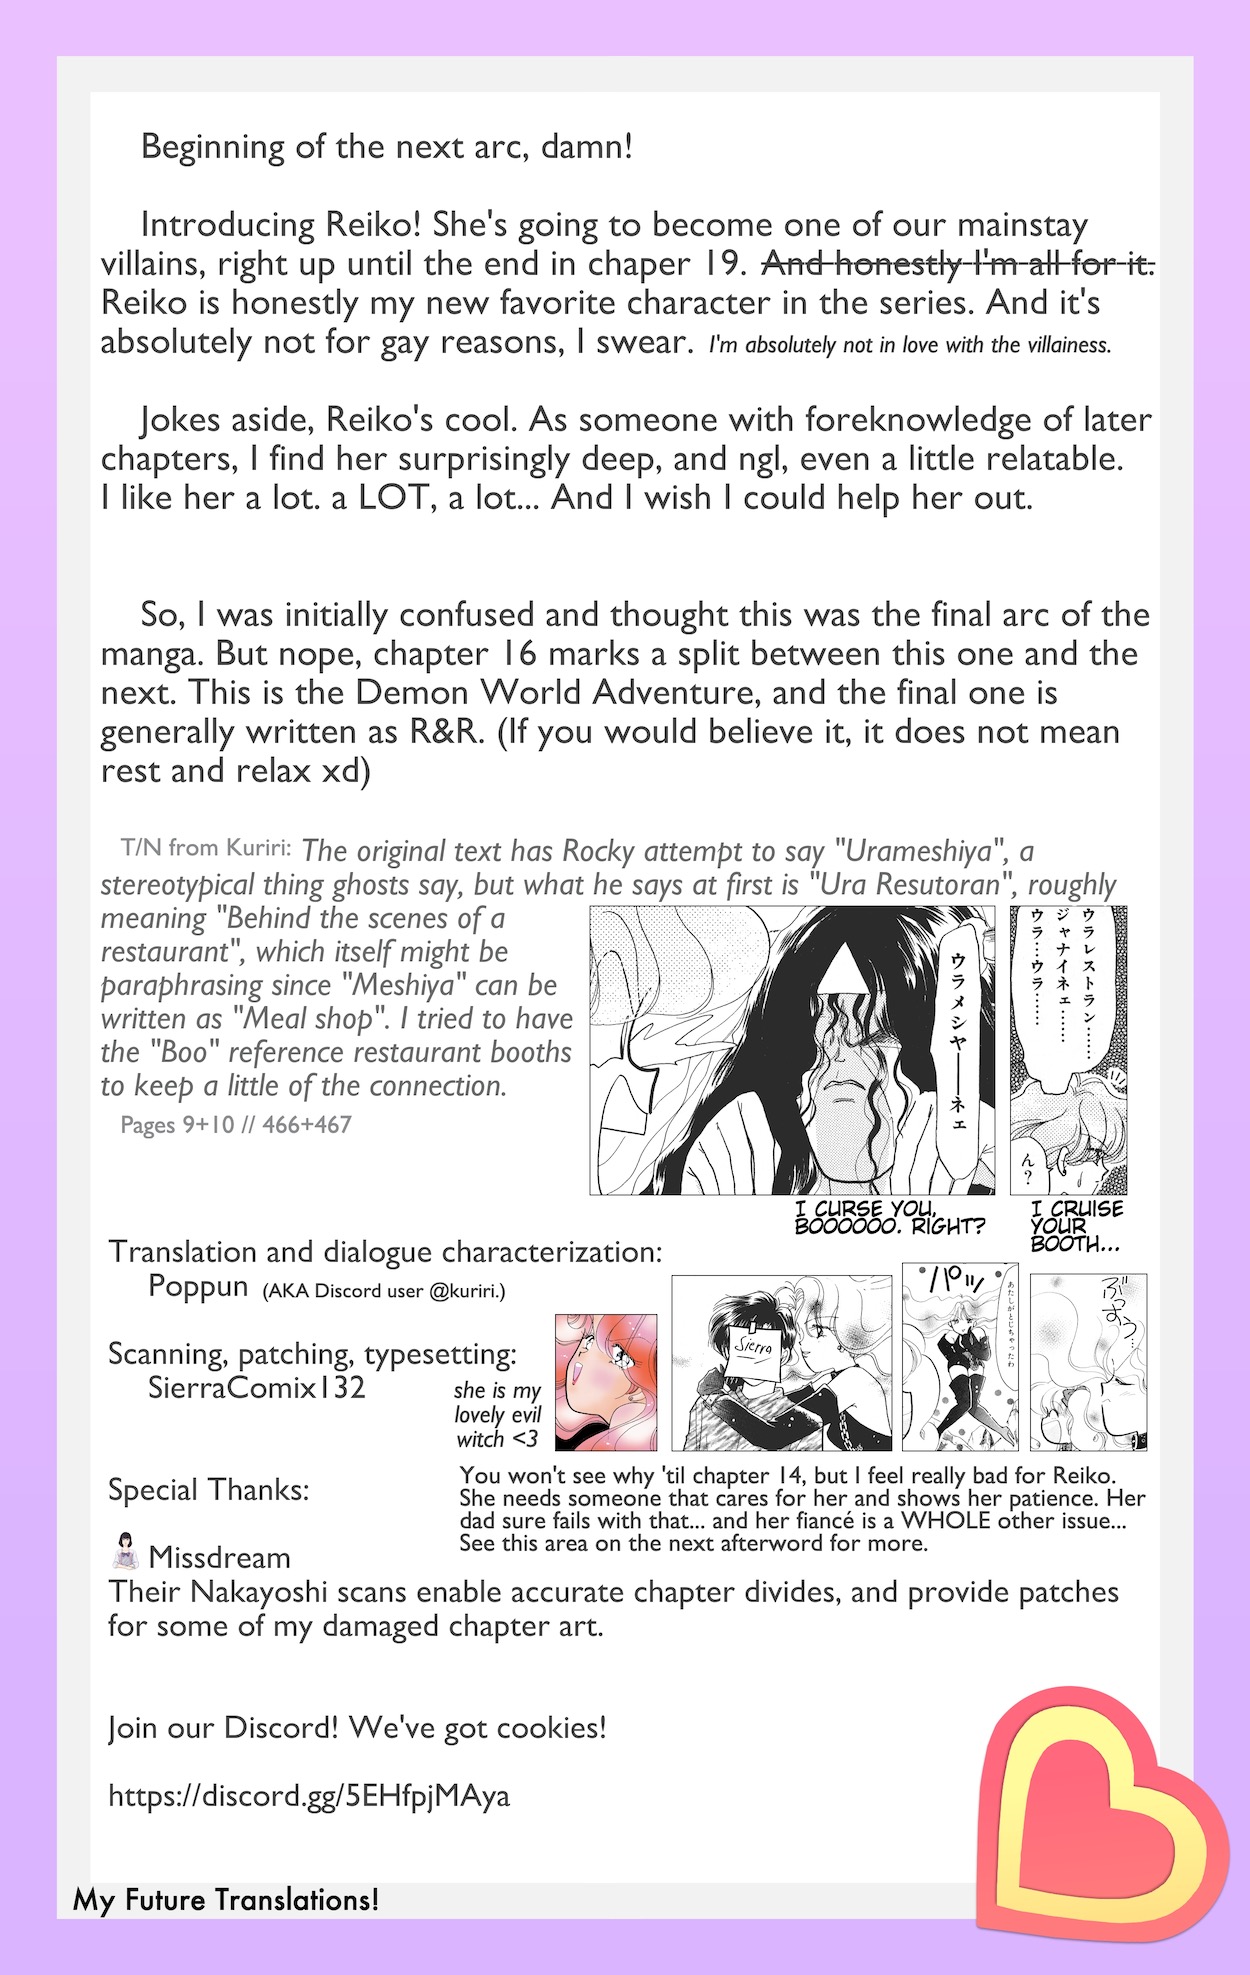 Beginning of the next arc, damn!
Introducing Reiko! She's going to become one of our mainstay
villains, right up until the end in chaper 19. And honestly I'm all for it.
Reiko is honestly my new favorite character in the series. And it's
absolutely not for gay reasons, I swear. I'm absolutely not in love with the villainess.
Jokes aside, Reiko's cool. As someone with foreknowledge of later
chapters, I find her surprisingly deep, and ngl, even a little relatable.
I like her a lot. a LOT, a lot... And I wish I could help her out.
So, I was initially confused and thought this was the final arc of the
manga. But nope, chapter 16 marks a split between this one and the
next. This is the Demon World Adventure, and the final one is
generally written as R&R. (If you would believe it, it does not mean
rest and relax xd)
T/N from Kuriri: The original text has Rocky attempt to say "Urameshiya", a
stereotypical thing ghosts say, but what he says at first is "Ura Resutoran", roughly
meaning "Behind the scenes of a
restaurant", which itself might be
paraphrasing since "Meshiya" can be
written as "Meal shop". I tried to have
the "Boo" reference restaurant booths
to keep a little of the connection.
Pages 9+10 // 466+467
ウラメシヤーネェ
ウラレストラン……
ジャナイネェ……
ウラ…ウラ……
ん?
I CURSE YOU,
BOOOOOO. RIGHT?
I CRUISE
YOUR
BOOTH...
Translation and dialogue characterization:
Poppun (AKA Discord user @kuriri.)
Scanning, patching, typesetting:
SierraComix132
she is my
lovely evil
witch <3
Sierra
パッ
あたしがとじちゃったわ
ぶっすぅ…
You won't see why 'til chapter 14, but I feel really bad for Reiko.
She needs someone that cares for her and shows her patience. Her
dad sure fails with that... and her fiancé is a WHOLE other issue...
See this area on the next afterword for more.
Special Thanks:
Missdream
Their Nakayoshi scans enable accurate chapter divides, and provide patches
for some of my damaged chapter art.
Join our Discord! We've got cookies!
https://discord.gg/5EHfpjMAya
My Future Translations!